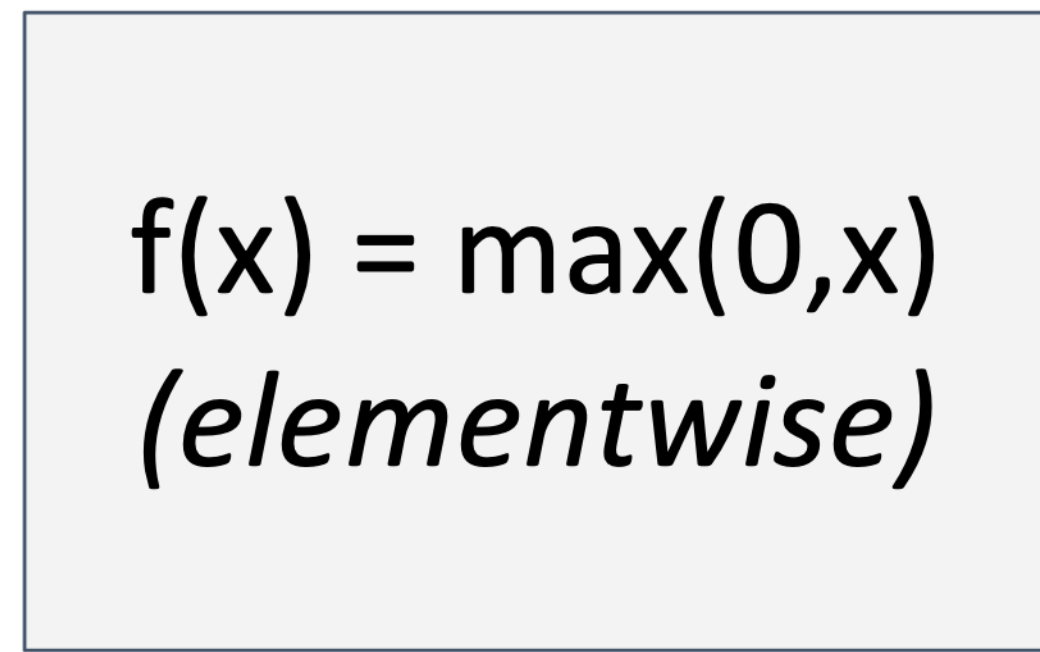 f(x) = max(0,x)
(elementwise)